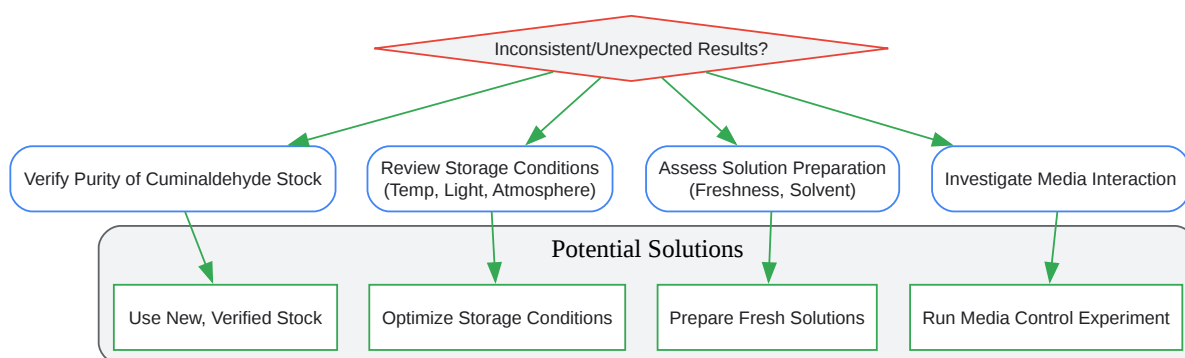 Inconsistent/Unexpected Results?
Verify Purity of Cuminaldehyde Stock
Review Storage Conditions
(Temp, Light, Atmosphere)
Assess Solution Preparation
(Freshness, Solvent)
Investigate Media Interaction
Potential Solutions
Use New, Verified Stock
Optimize Storage Conditions
Prepare Fresh Solutions
Run Media Control Experiment